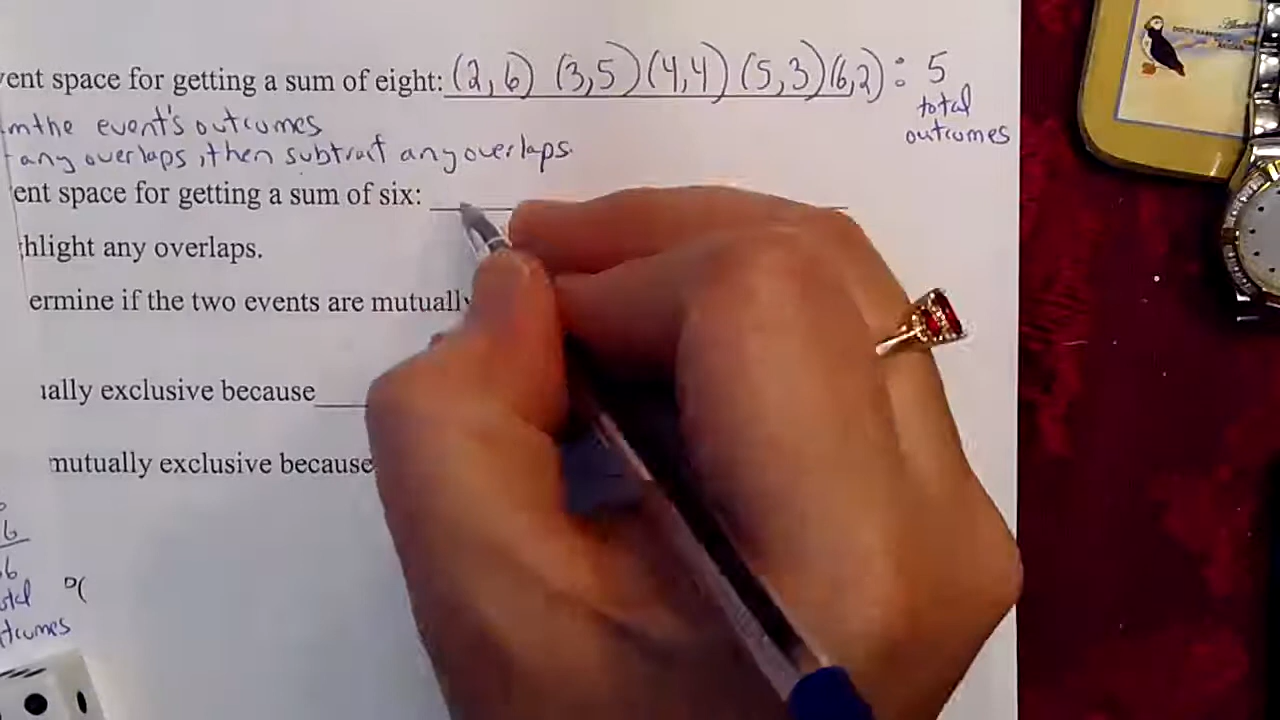 ent space for getting a sum of eight: (2,6) (3,5) (4,4) (5,3) (6,2) : 5
total
outcomes
the event's outcomes
any overlaps, then subtract any overlaps.
ent space for getting a sum of six:
hlight any overlaps.
ermine if the two events are mutually
ally exclusive because
mutually exclusive because
6